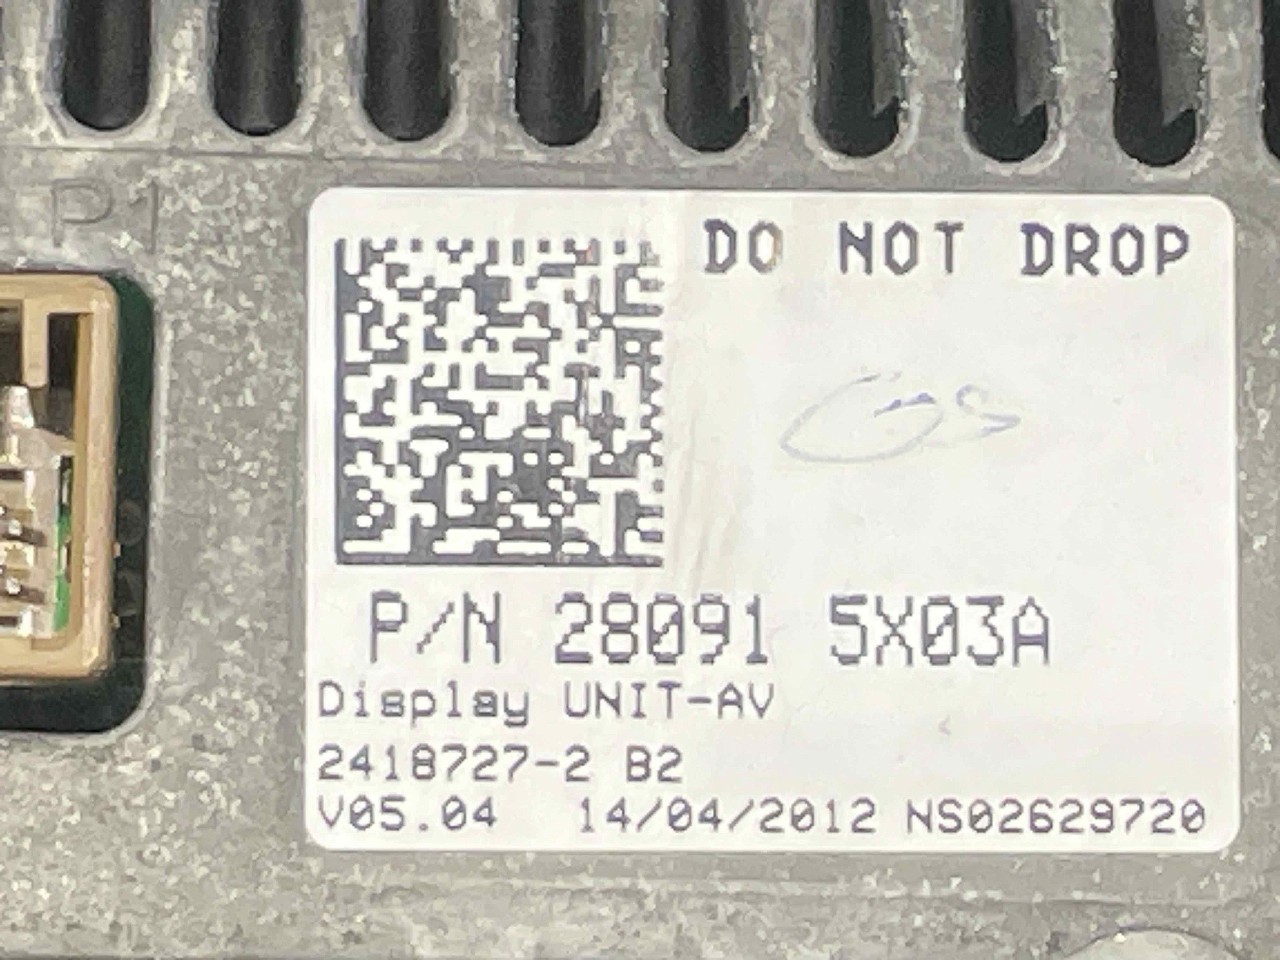 P1
DO NOT DROP
P/N 28091 5X03A
Display UNIT-AV
2418727-2 B2
V05.04 14/04/2012 NS02629720